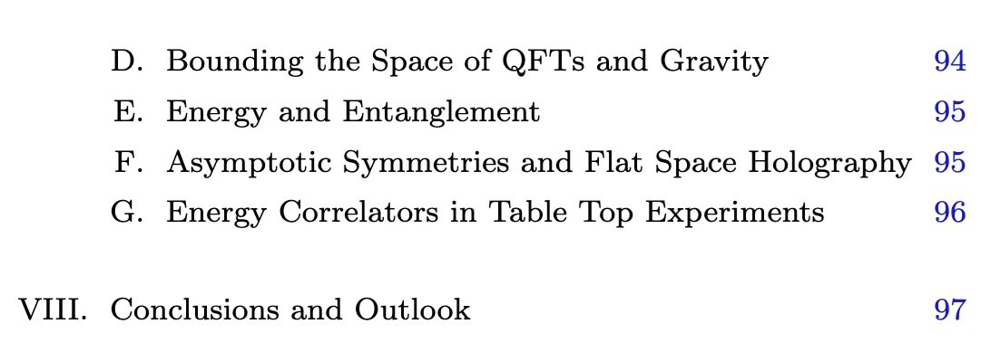 D. Bounding the Space of QFTs and Gravity 94
E. Energy and Entanglement 95
F. Asymptotic Symmetries and Flat Space Holography 95
G. Energy Correlators in Table Top Experiments 96
VIII. Conclusions and Outlook 97